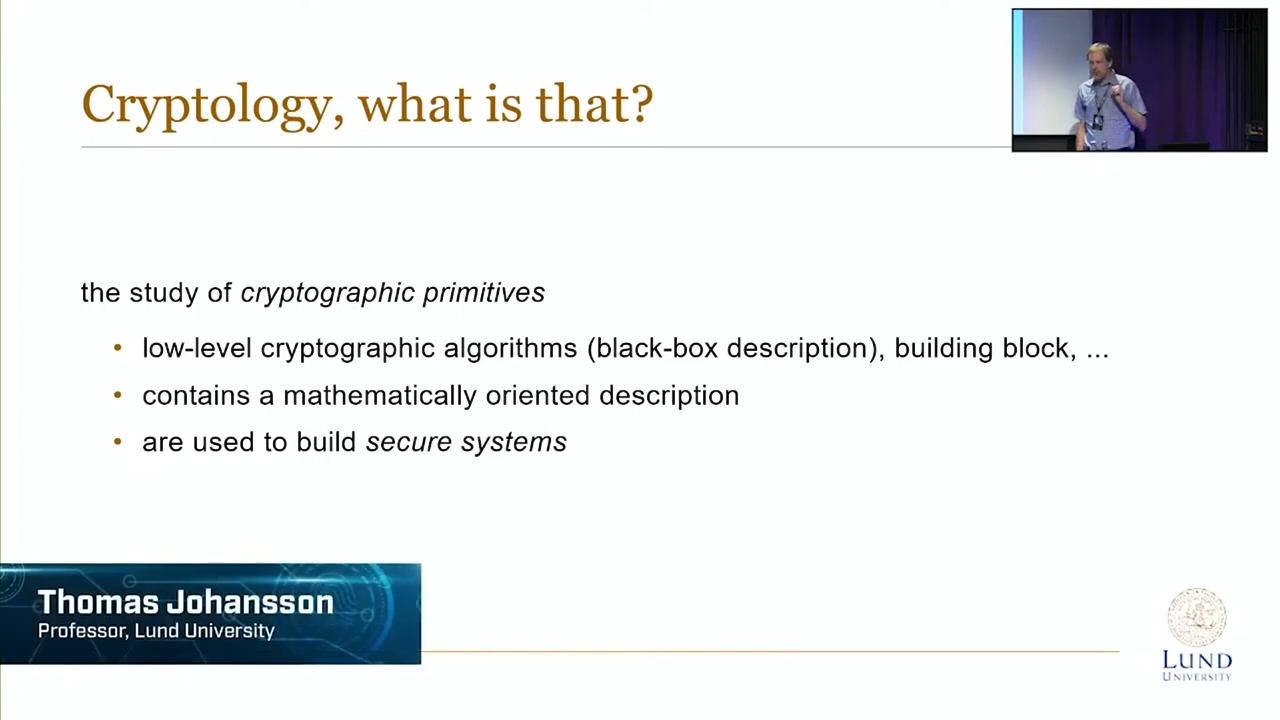 Cryptology, what is that?
the study of cryptographic primitives
• low-level cryptographic algorithms (black-box description), building block, ...
• contains a mathematically oriented description
• are used to build secure systems
Thomas Johansson
Professor, Lund University
LUND
UNIVERSITY